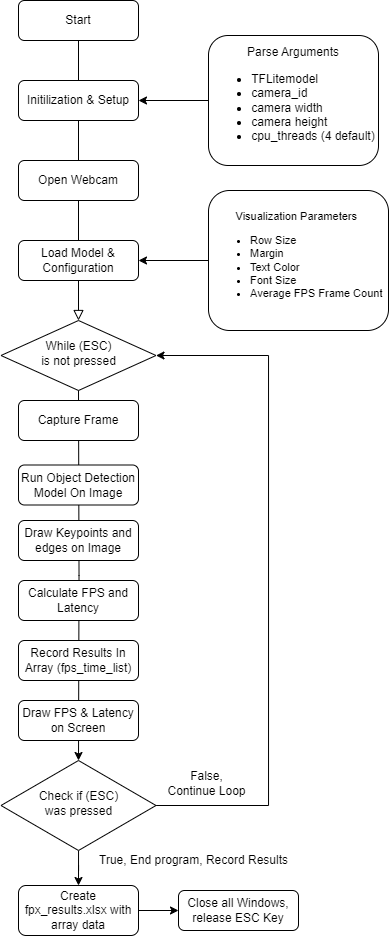 Start
Parse Arguments
• TFLitemodel
• camera_id
• camera width
• camera height
• cpu_threads (4 default)
Initilization & Setup
Open Webcam
Visualization Parameters
• Row Size
• Margin
• Text Color
• Font Size
• Average FPS Frame Count
Load Model &
Configuration
While (ESC)
is not pressed
Capture Frame
Run Object Detection
Model On Image
Draw Keypoints and
edges on Image
Calculate FPS and
Latency
Record Results In
Array (fps_time_list)
Draw FPS & Latency
on Screen
Check if (ESC)
was pressed
False,
Continue Loop
True, End program, Record Results
Create
fpx_results.xlsx with
array data
Close all Windows,
release ESC Key